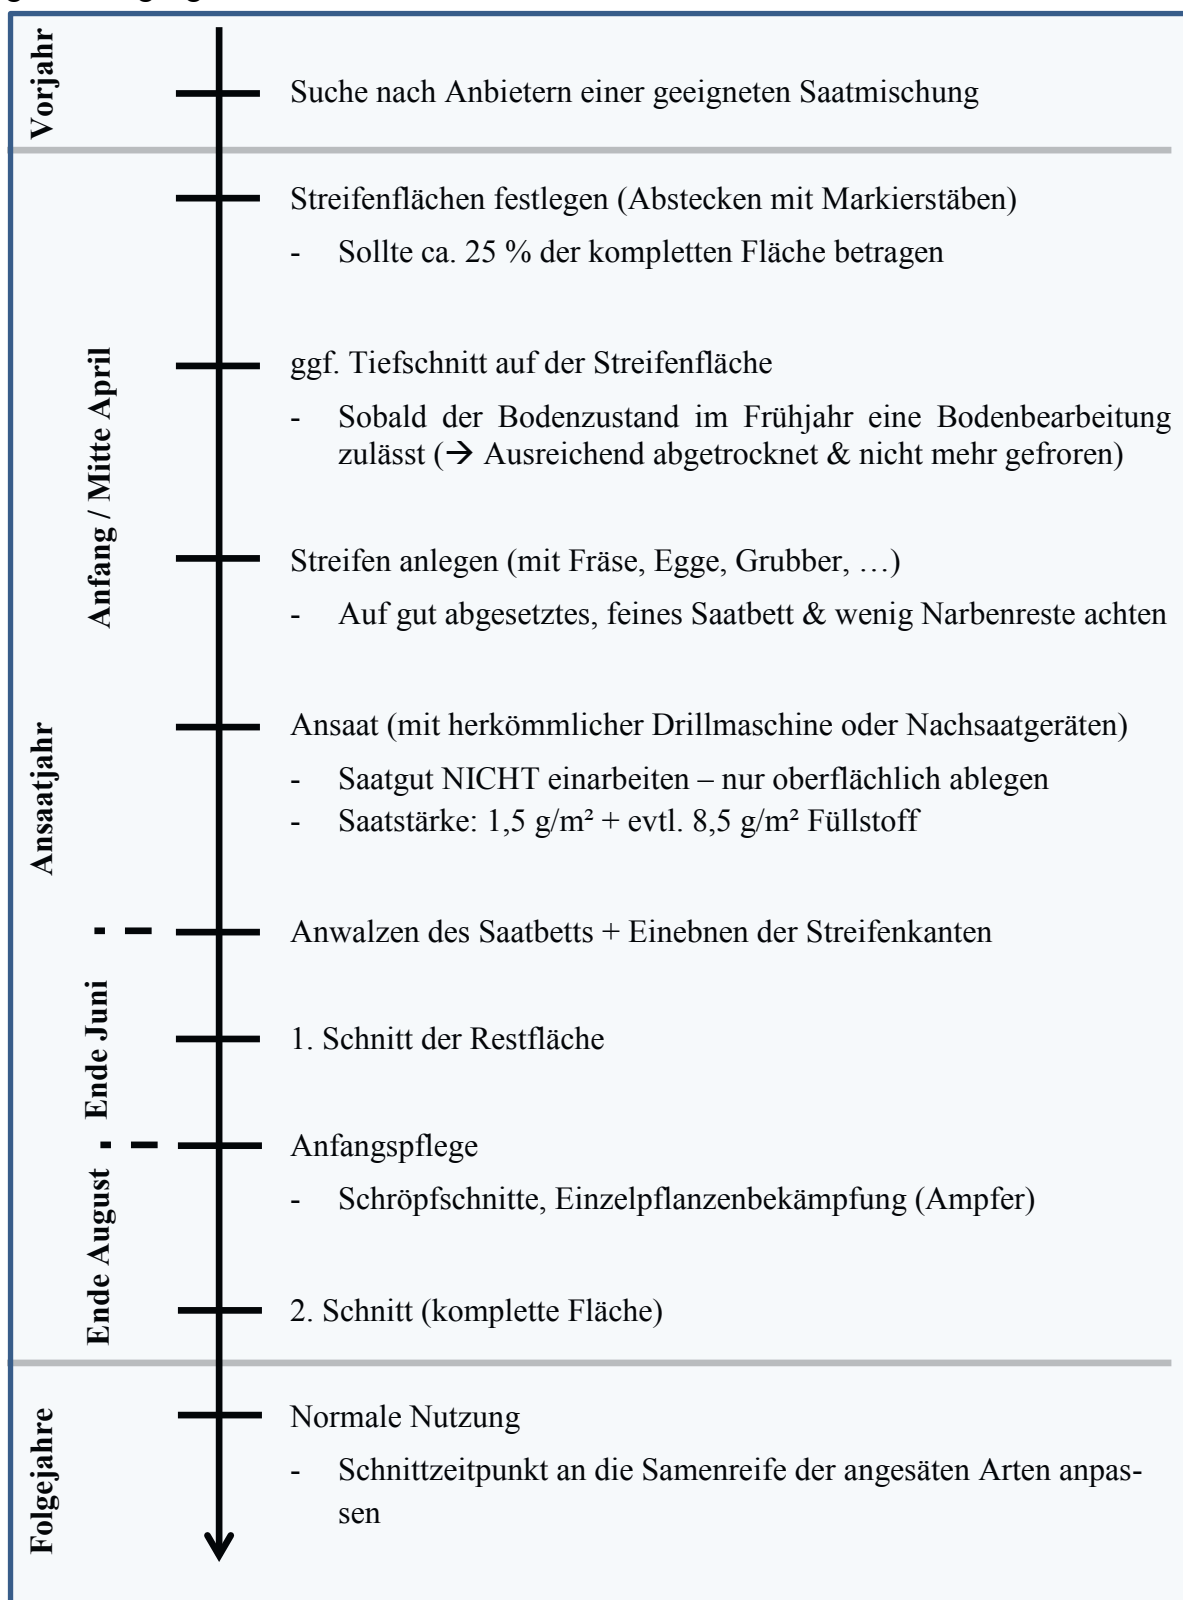 Vorjahr
Suche nach Anbietern einer geeigneten Saatmischung
Ansaatjahr
Anfang / Mitte April
Streifenflächen festlegen (Abstecken mit Markierstäben)
- Sollte ca. 25 % der kompletten Fläche betragen
ggf. Tiefschnitt auf der Streifenfläche
- Sobald der Bodenzustand im Frühjahr eine Bodenbearbeitung
zulässt (→ Ausreichend abgetrocknet & nicht mehr gefroren)
Streifen anlegen (mit Fräse, Egge, Grubber, …)
- Auf gut abgesetztes, feines Saatbett & wenig Narbenreste achten
Ansaat (mit herkömmlicher Drillmaschine oder Nachsaatgeräten)
- Saatgut NICHT einarbeiten – nur oberflächlich ablegen
- Saatstärke: 1,5 g/m² + evtl. 8,5 g/m² Füllstoff
Anwalzen des Saatbetts + Einebnen der Streifenkanten
Ende Juni
1. Schnitt der Restfläche
Anfangspflege
- Schröpfschnitte, Einzelpflanzenbekämpfung (Ampfer)
Ende August
2. Schnitt (komplette Fläche)
Folgejahre
Normale Nutzung
- Schnittzeitpunkt an die Samenreife der angesäten Arten anpas-
sen